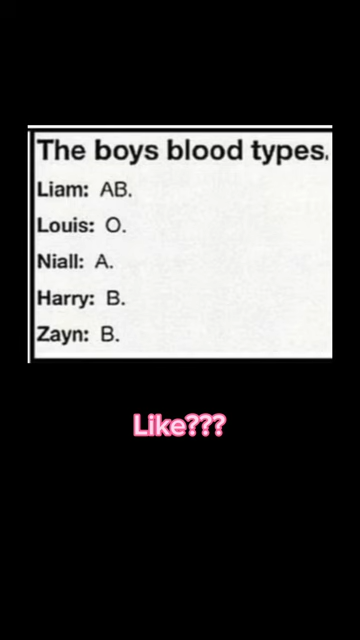 The boys blood types.
Liam: AB.
Louis: O.
Niall: A.
Harry: B.
Zayn: B.
Like???